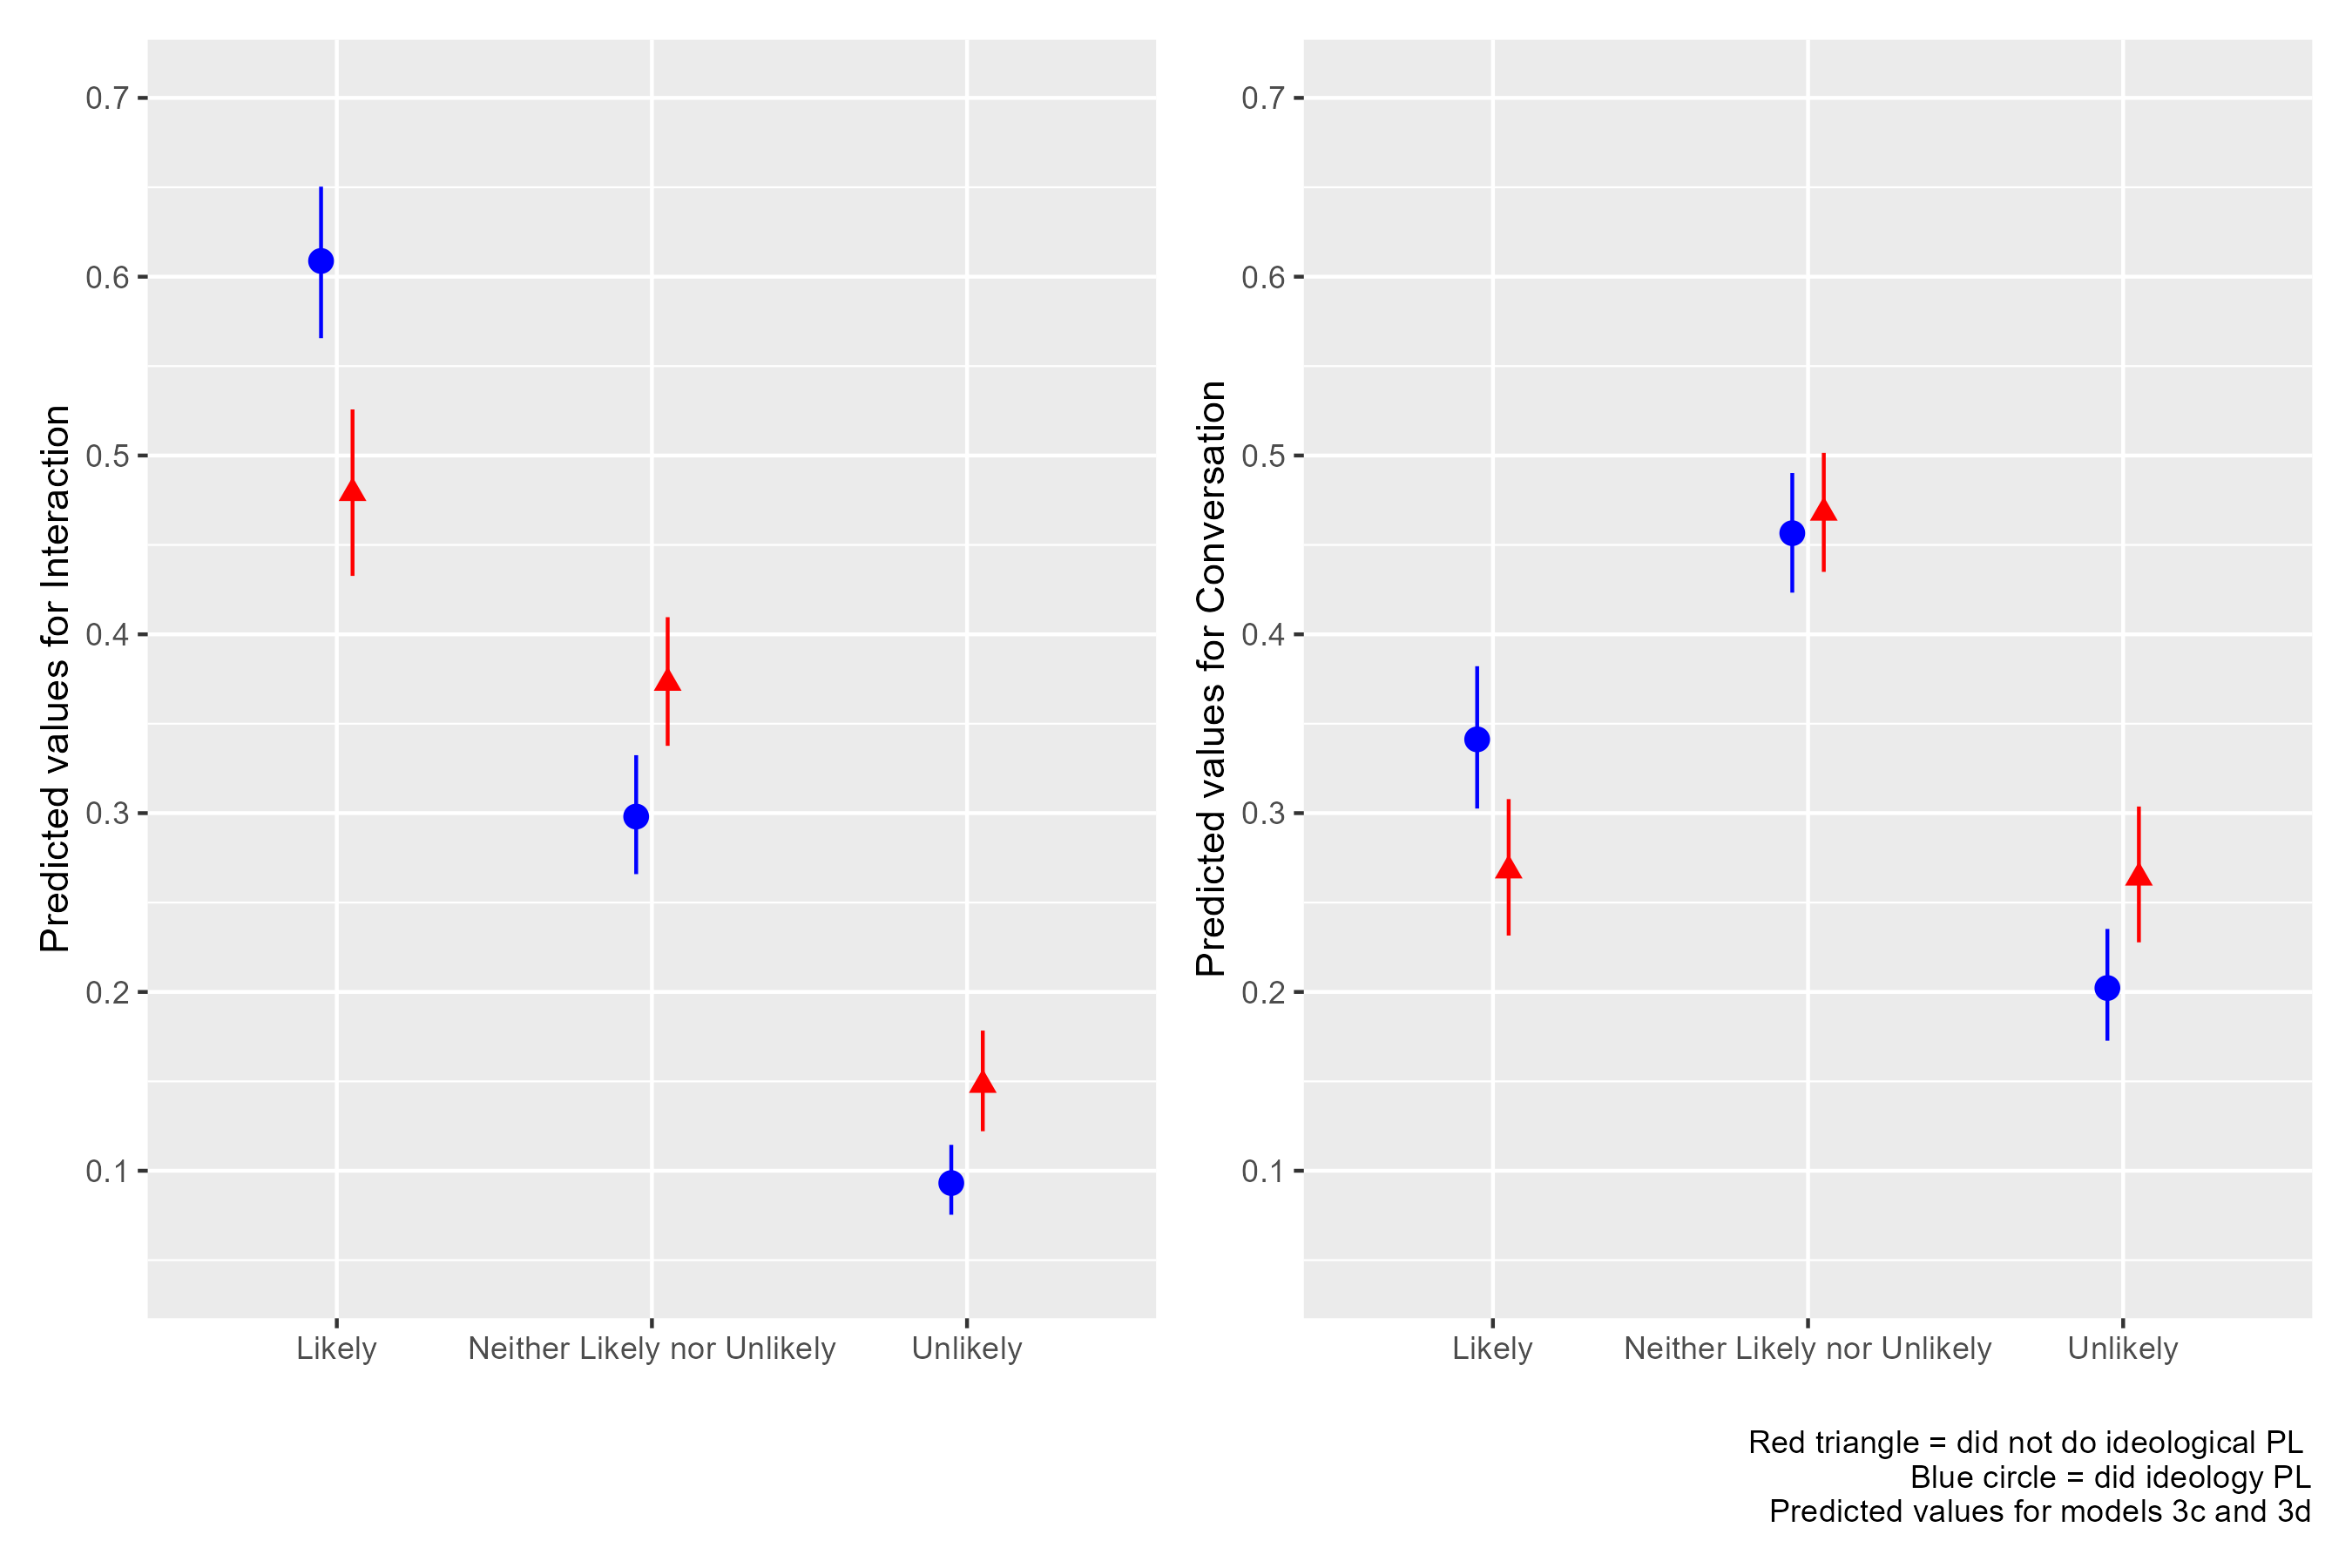 Predicted values for Interaction
0.7
0.6
0.5
0.4
0.3
0.2
0.1
Likely
Neither Likely nor Unlikely
Unlikely
Predicted values for Conversation
0.7
0.6
0.5
0.4
0.3
0.2
0.1
Likely
Neither Likely nor Unlikely
Unlikely
Red triangle = did not do ideological PL
Blue circle = did ideology PL
Predicted values for models 3c and 3d